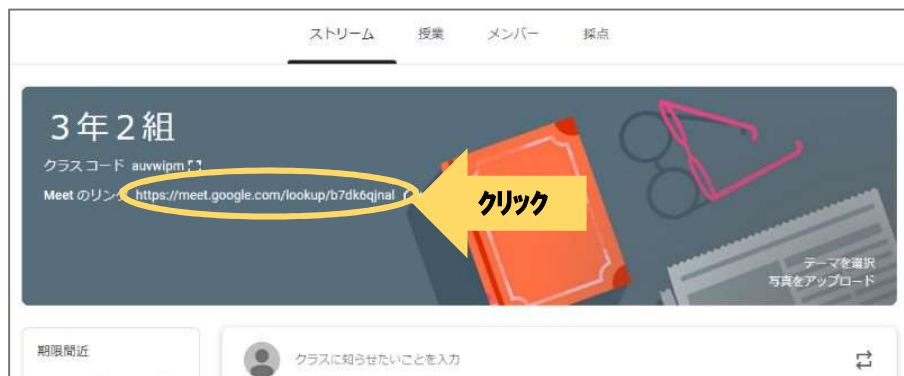 ストリーム 授業 メンバー 採点
３年２組
クラス コード auvwipm
Meet のリンク https://meet.google.com/lookup/b7dk6qjnal
クリック
テーマを選択
写真をアップロード
期限間近
クラスに知らせたいことを入力